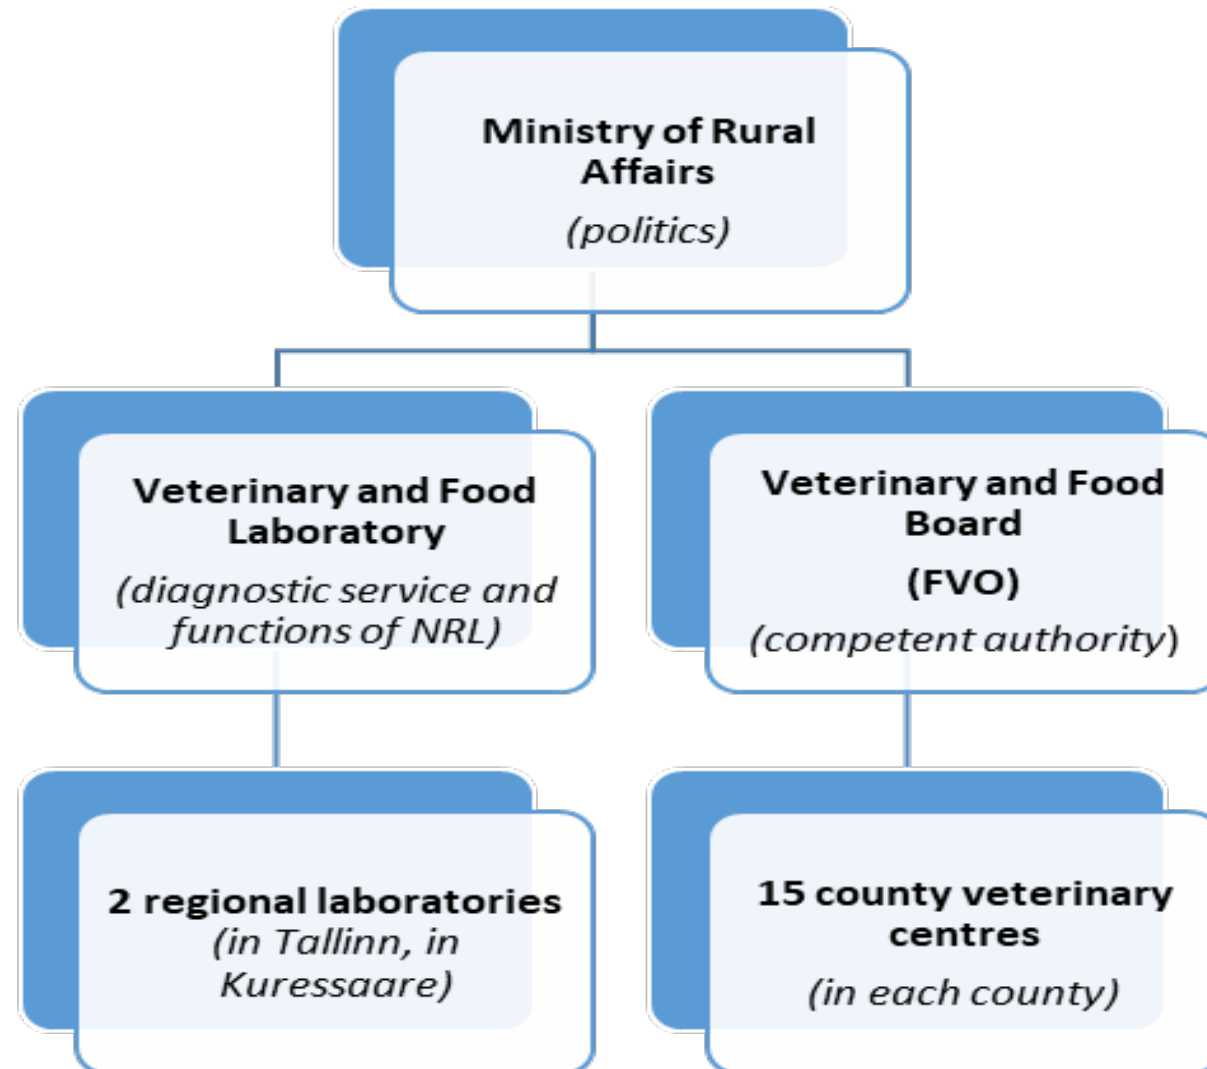 Ministry of Rural
Affairs
(politics)
Veterinary and Food
Laboratory
(diagnostic service and
functions of NRL)
Veterinary and Food
Board
(FVO)
(competent authority)
2 regional laboratories
(in Tallinn, in
Kuressaare)
15 county veterinary
centres
(in each county)